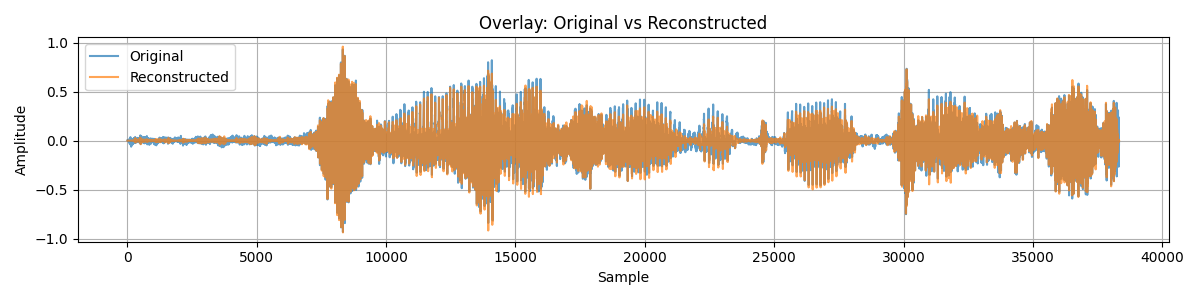 Overlay: Original vs Reconstructed
Original
Reconstructed
Amplitude
1.0
0.5
0.0
−0.5
−1.0
0 5000 10000 15000 20000 25000 30000 35000 40000
Sample